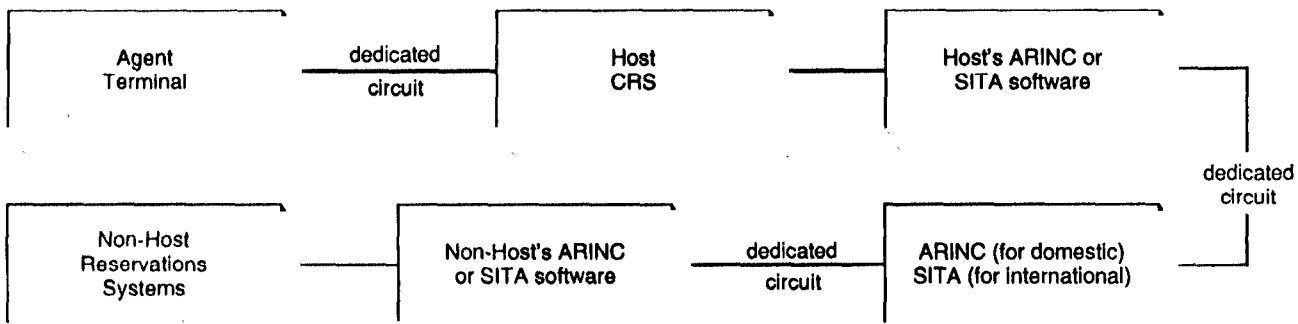 Agent
Terminal
dedicated
circuit
Host
CRS
Host's ARINC or
SITA software
dedicated
circuit
Non-Host
Reservations
Systems
Non-Host's ARINC
or SITA software
dedicated
circuit
ARINC (for domestic)
SITA (for international)